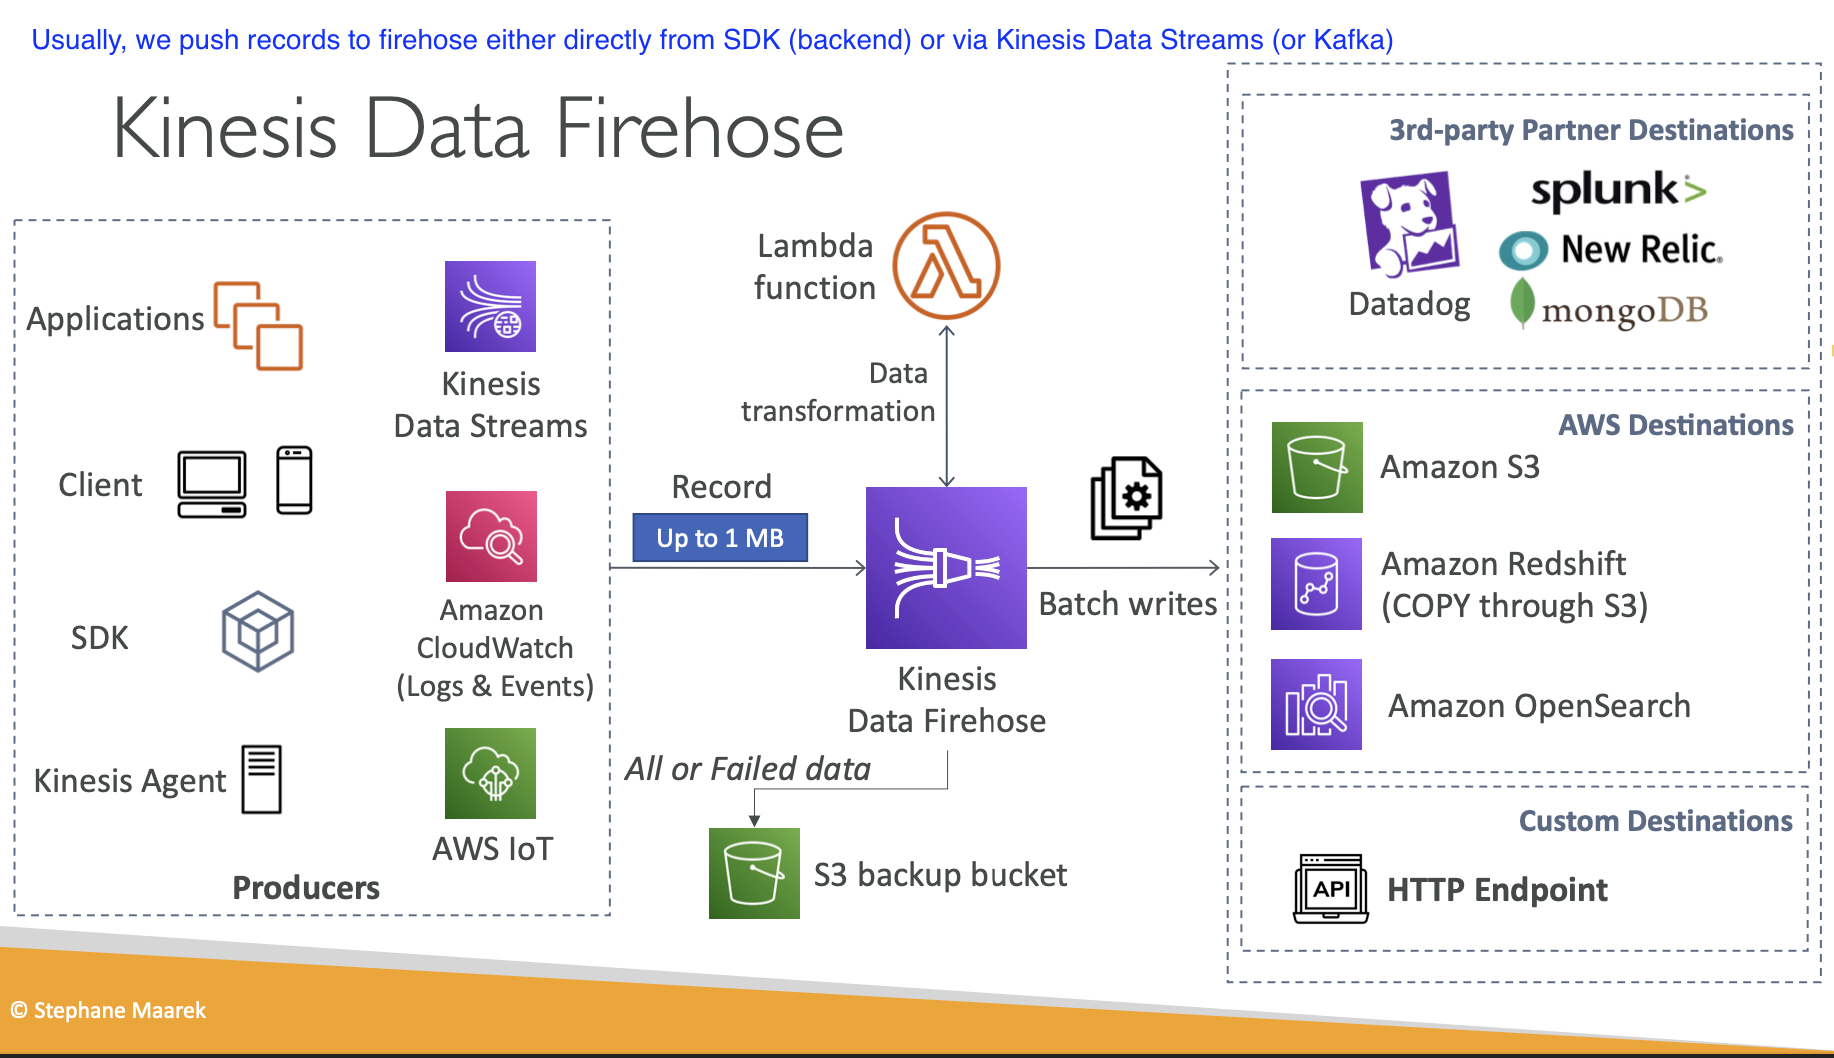 Usually, we push records to firehose either directly from SDK (backend) or via Kinesis Data Streams (or Kafka)
Kinesis Data Firehose
Applications
Client
SDK
Kinesis Agent
Kinesis
Data Streams
Amazon
CloudWatch
(Logs & Events)
AWS IoT
Producers
Record
Up to 1 MB
Lambda
function
Data
transformation
Kinesis
Data Firehose
All or Failed data
S3 backup bucket
Batch writes
3rd-party Partner Destinations
Datadog
splunk>
New Relic.
mongoDB
AWS Destinations
Amazon S3
Amazon Redshift
(COPY through S3)
Amazon OpenSearch
Custom Destinations
API
HTTP Endpoint
© Stephane Maarek